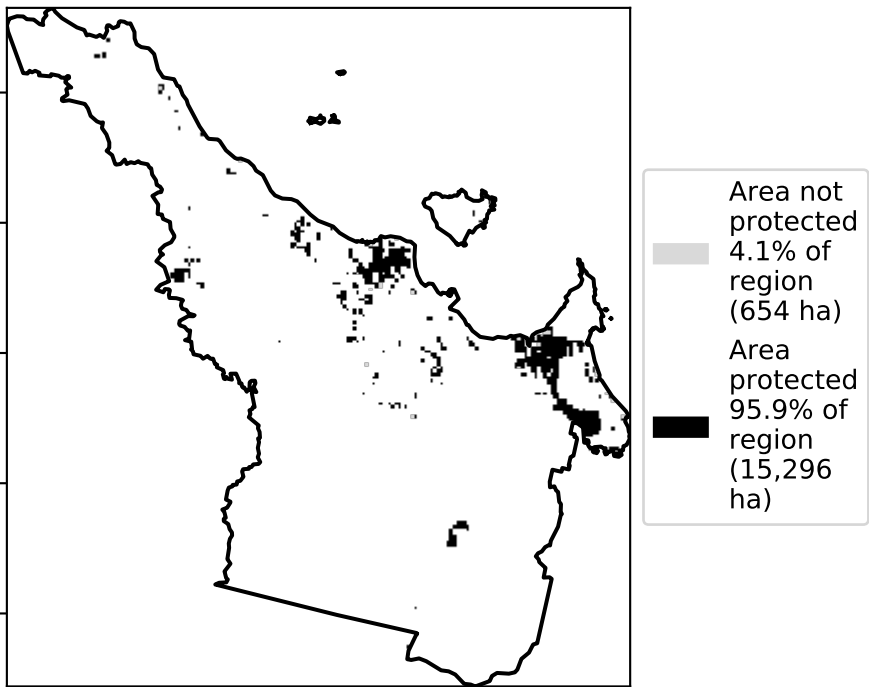 Area not
protected
4.1% of
region
(654 ha)
Area
protected
95.9% of
region
(15,296
ha)